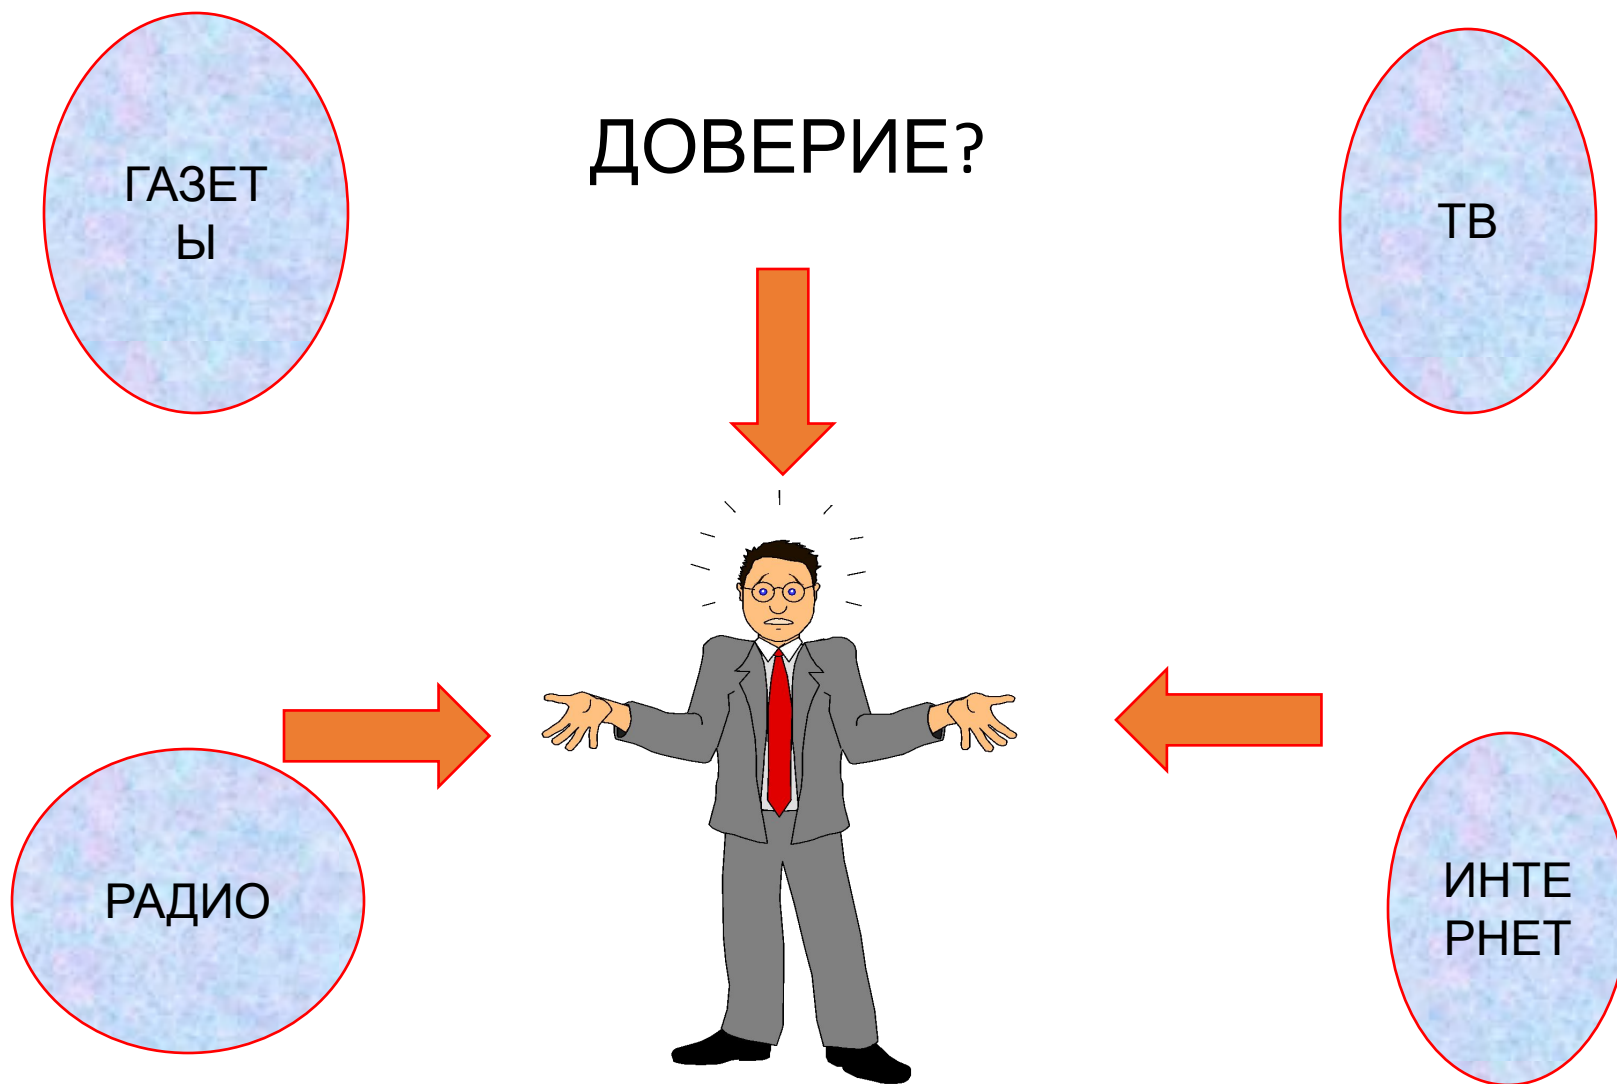 ГАЗЕТ
Ы
ДОВЕРИЕ?
ТВ
РАДИО
ИНТЕ
РНЕТ